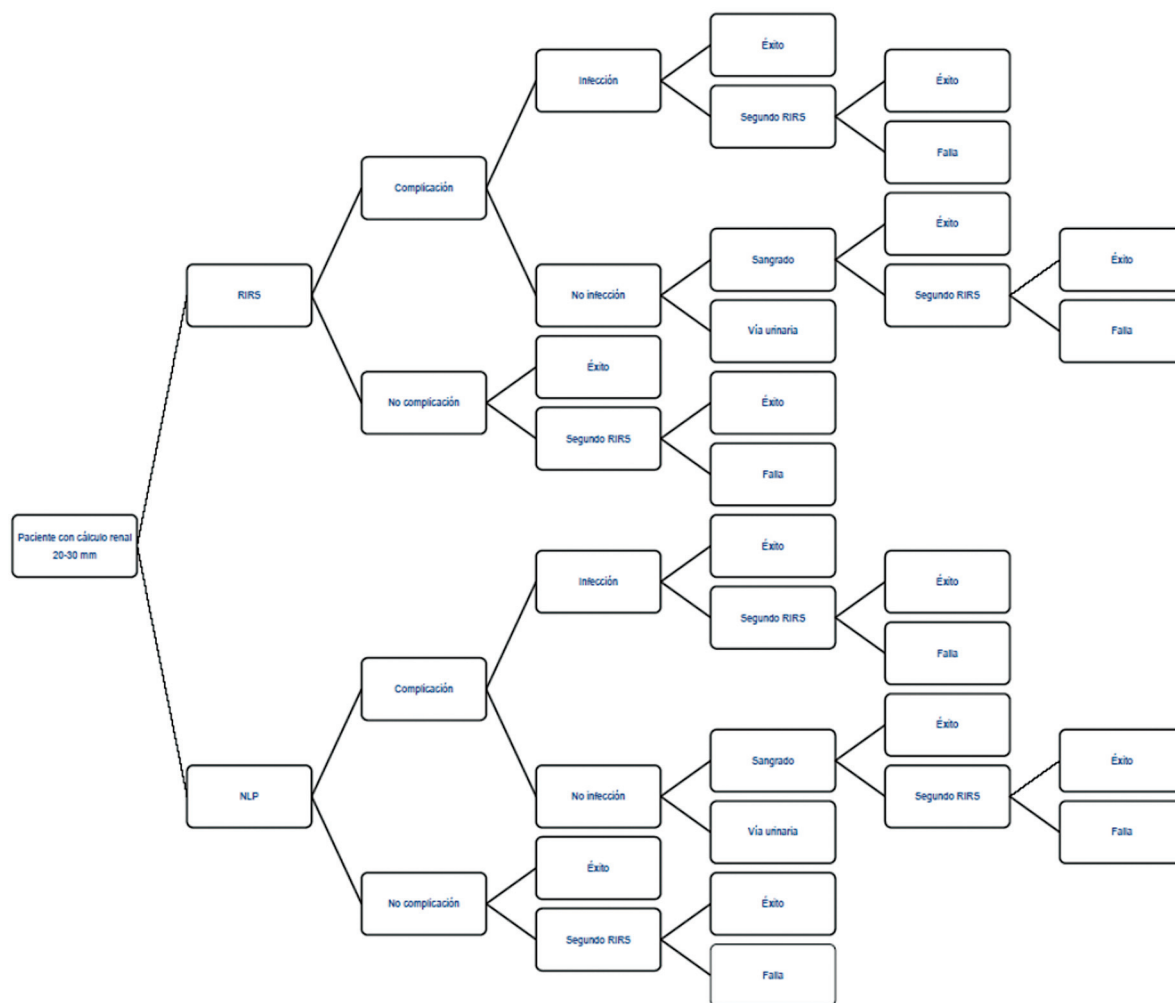 Éxito
Infección
Éxito
Segundo RIRS
Complicación
Falla
Éxito
Sangrado
Éxito
RIRS
No infección
Segundo RIRS
Vía urinaria
Falla
Éxito
No complicación
Éxito
Segundo RIRS
Falla
Paciente con cálculo renal
20-30 mm
Éxito
Infección
Éxito
Segundo RIRS
Falla
Complicación
Éxito
Sangrado
Éxito
NLP
No infección
Segundo RIRS
Vía urinaria
Falla
Éxito
No complicación
Éxito
Segundo RIRS
Falla